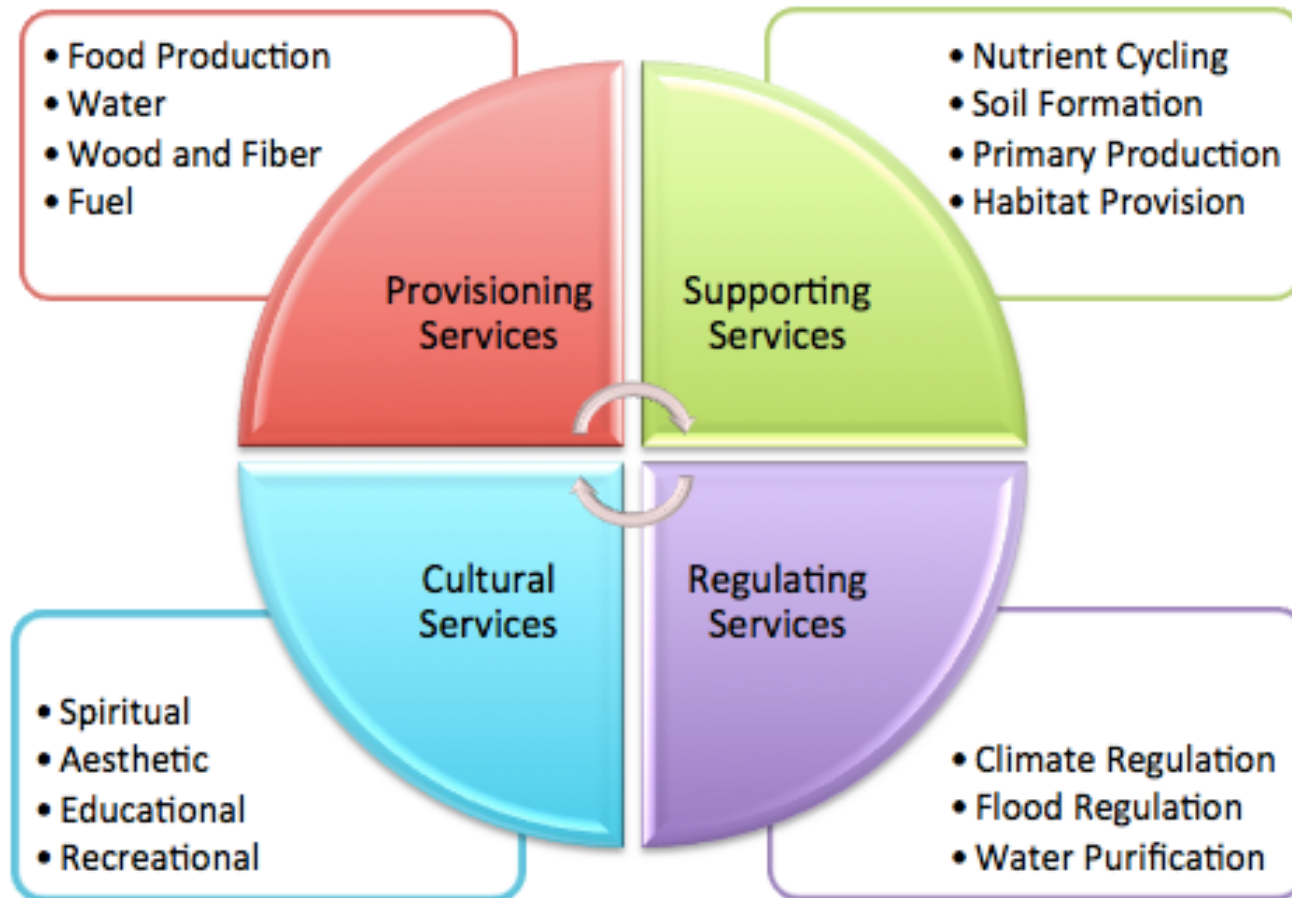 • Food Production
• Water
• Wood and Fiber
• Fuel
• Nutrient Cycling
• Soil Formation
• Primary Production
• Habitat Provision
Provisioning
Services
Supporting
Services
Cultural
Services
Regulating
Services
• Spiritual
• Aesthetic
• Educational
• Recreational
• Climate Regulation
• Flood Regulation
• Water Purification